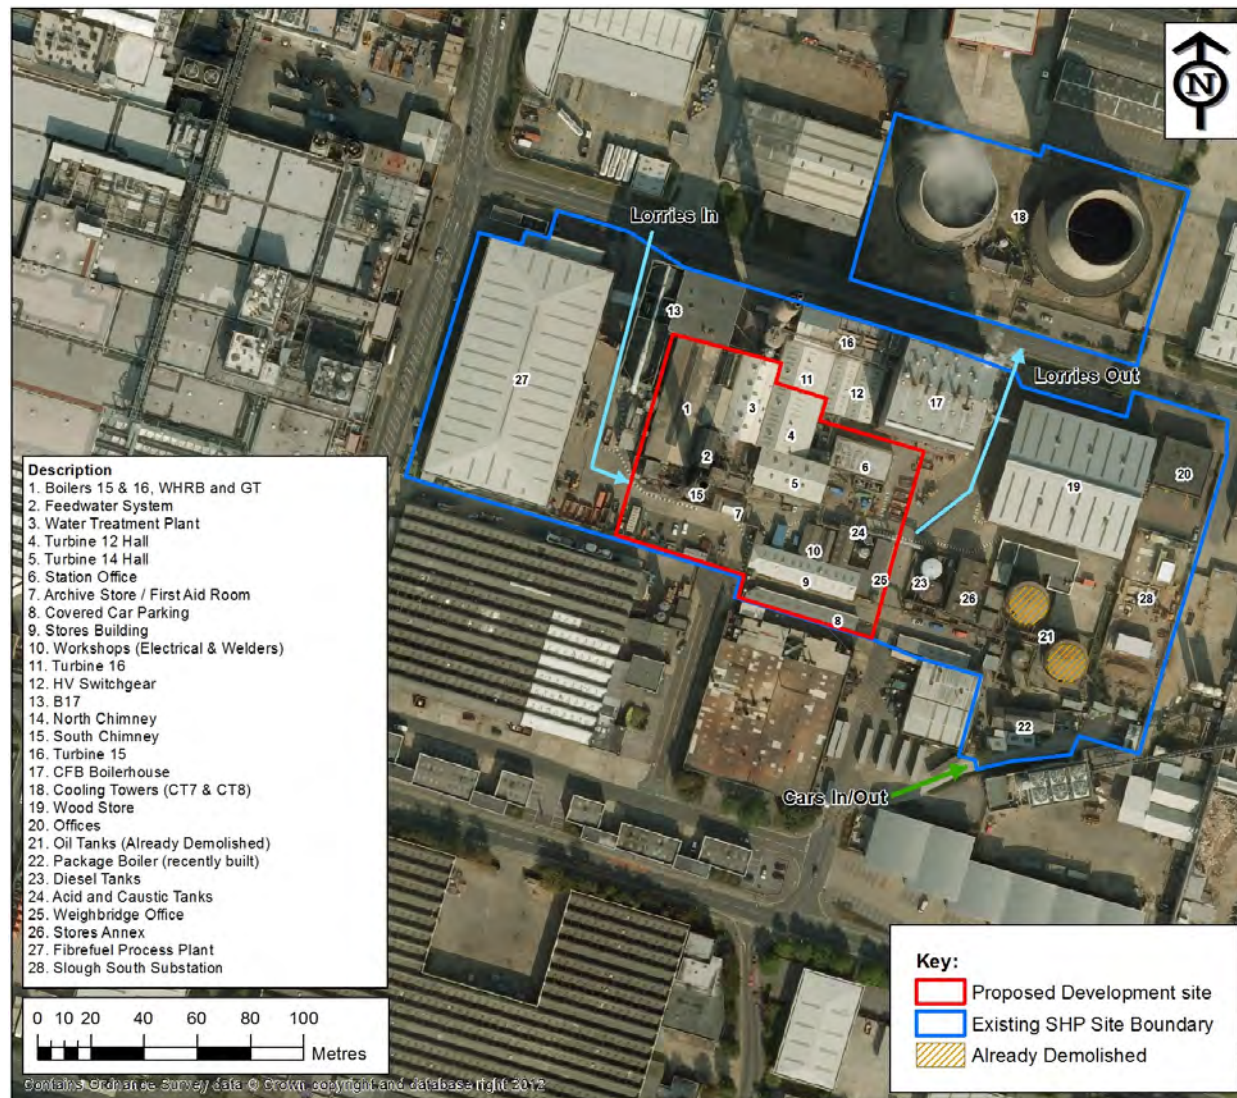 N
Lorries In
18
13
16
Lorries Out
11
27
12
17
1
3
4
2
6
20
19
5
15
7
24
10
25
9
23
26
28
8
21
22
Cars In/Out
Description
1. Boilers 15 & 16, WHRB and GT
2. Feedwater System
3. Water Treatment Plant
4. Turbine 12 Hall
5. Turbine 14 Hall
6. Station Office
7. Archive Store / First Aid Room
8. Covered Car Parking
9. Stores Building
10. Workshops (Electrical & Welders)
11. Turbine 16
12. HV Switchgear
13. B17
14. North Chimney
15. South Chimney
16. Turbine 15
17. CFB Boilerhouse
18. Cooling Towers (CT7 & CT8)
19. Wood Store
20. Offices
21. Oil Tanks (Already Demolished)
22. Package Boiler (recently built)
23. Diesel Tanks
24. Acid and Caustic Tanks
25. Weighbridge Office
26. Stores Annex
27. Fibrefuel Process Plant
28. Slough South Substation
0 10 20 40 60 80 100
Metres
Contains Ordnance Survey data © Crown copyright and database right 2012
Key:
Proposed Development site
Existing SHP Site Boundary
Already Demolished